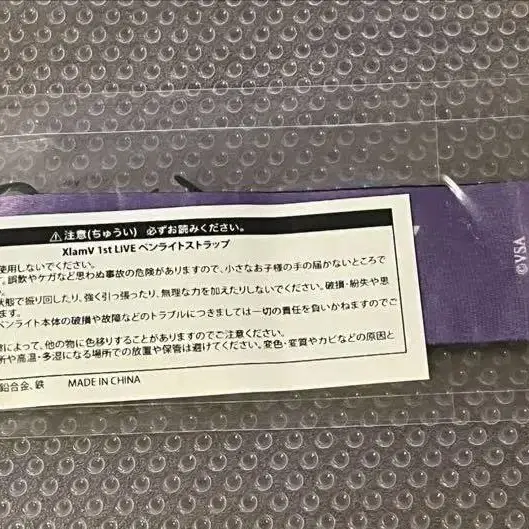 ⚠注意(ちゅうい) 必ずお読みください。
XlamV 1st LIVE ペンライトストラップ
使用しないでください。
す。誤飲やケガなど思わぬ事故の危険がありますので、小さなお子様の手の届かないところで
状態で振り回したり、強く引っ張ったり、無理な力を加えたりしないでください。破損・紛失や思
ます。
ペンライト本体の破損や故障などのトラブルにつきましては一切の責任を負いかねますのでご
によって、他の物に色移りすることがありますのでご注意ください。
所や高温・多湿になる場所での放置や保管は避けてください。変色・変質やカビなどの原因と
鉛合金、鉄 MADE IN CHINA
©VSA